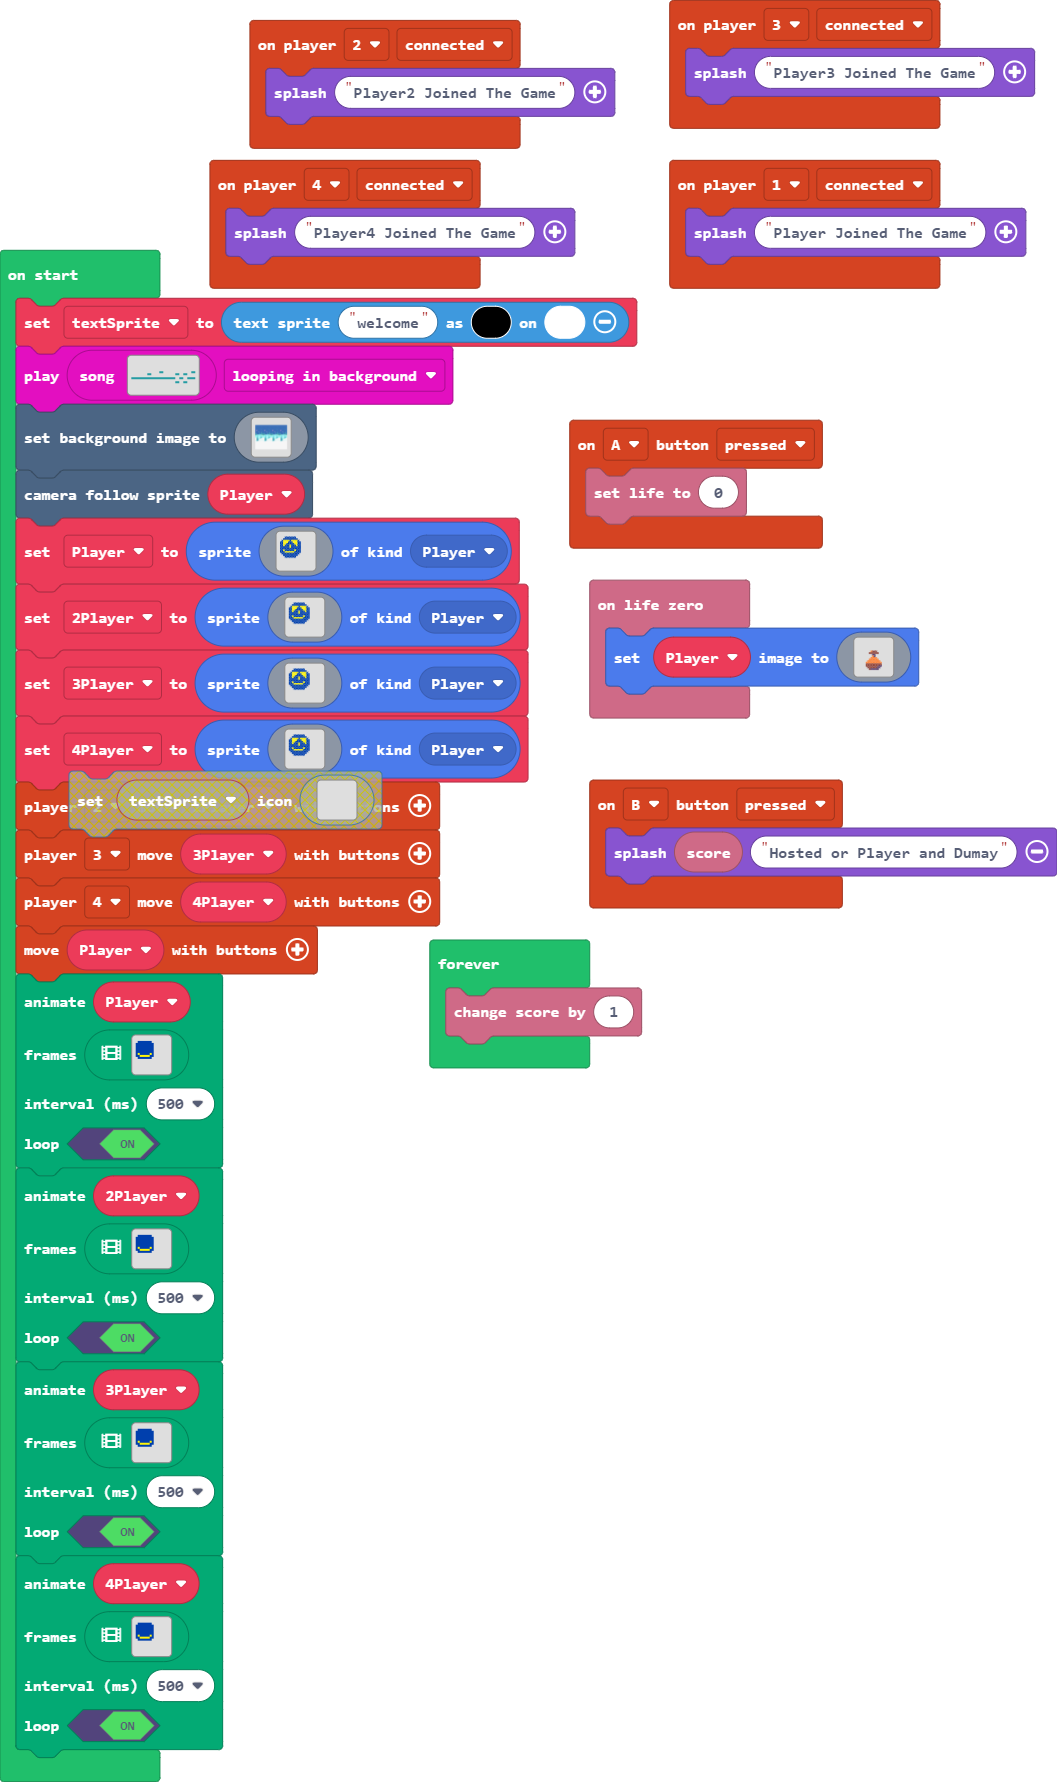 on player 2 connected
splash "Player2 Joined The Game"
on player 3 connected
splash "Player3 Joined The Game"
on player 4 connected
splash "Player4 Joined The Game"
on player 1 connected
splash "Player Joined The Game"
on start
set textSprite to text sprite "welcome" as on
play song looping in background
set background image to
camera follow sprite Player
set Player to sprite of kind Player
set 2Player to sprite of kind Player
set 3Player to sprite of kind Player
set 4Player to sprite of kind Player
set textSprite icon
player 3 move 3Player with buttons
player 4 move 4Player with buttons
move Player with buttons
animate Player
frames
interval (ms) 500
loop ON
animate 2Player
frames
interval (ms) 500
loop ON
animate 3Player
frames
interval (ms) 500
loop ON
animate 4Player
frames
interval (ms) 500
loop ON
on A button pressed
set life to 0
on life zero
set Player image to
on B button pressed
splash score "Hosted or Player and Dumay"
forever
change score by 1